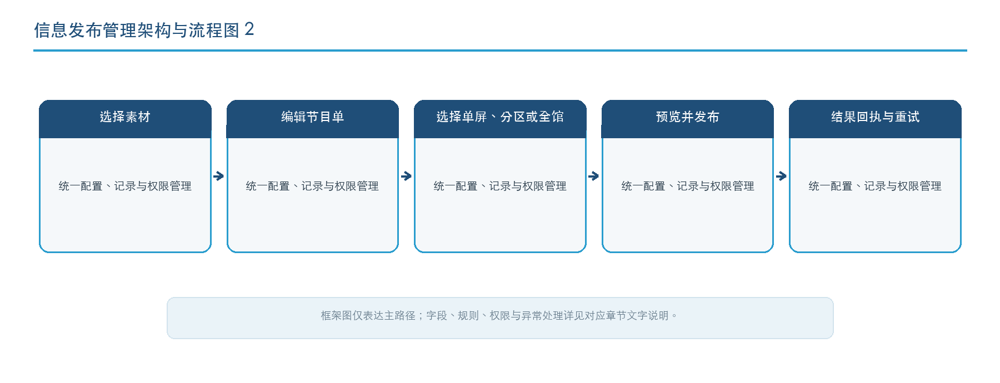 信息发布管理架构与流程图 2
选择素材
统一配置、记录与权限管理
编辑节目单
统一配置、记录与权限管理
选择单屏、分区或全馆
统一配置、记录与权限管理
预览并发布
统一配置、记录与权限管理
结果回执与重试
统一配置、记录与权限管理
框架图仅表达主路径；字段、规则、权限与异常处理详见对应章节文字说明。